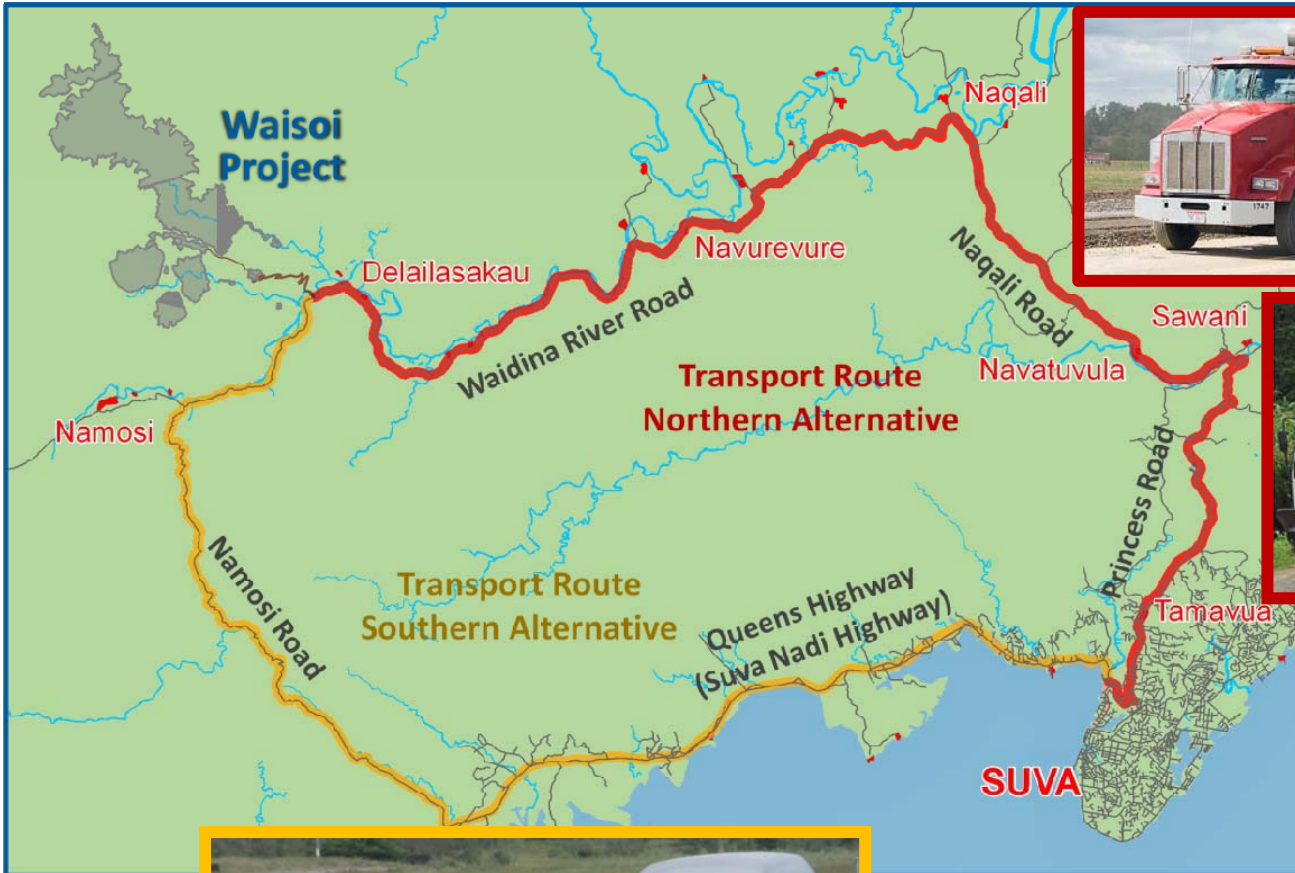 Waisoi
Project
Naqali
Delailasakau
Navurevure
Waidina River Road
Naqali Road
Sawani
Navatuvula
Transport Route
Northern Alternative
Namosi
Namosi Road
Princess Road
Transport Route
Southern Alternative
Queens Highway
(Suva Nadi Highway)
Tamavua
SUVA
1747